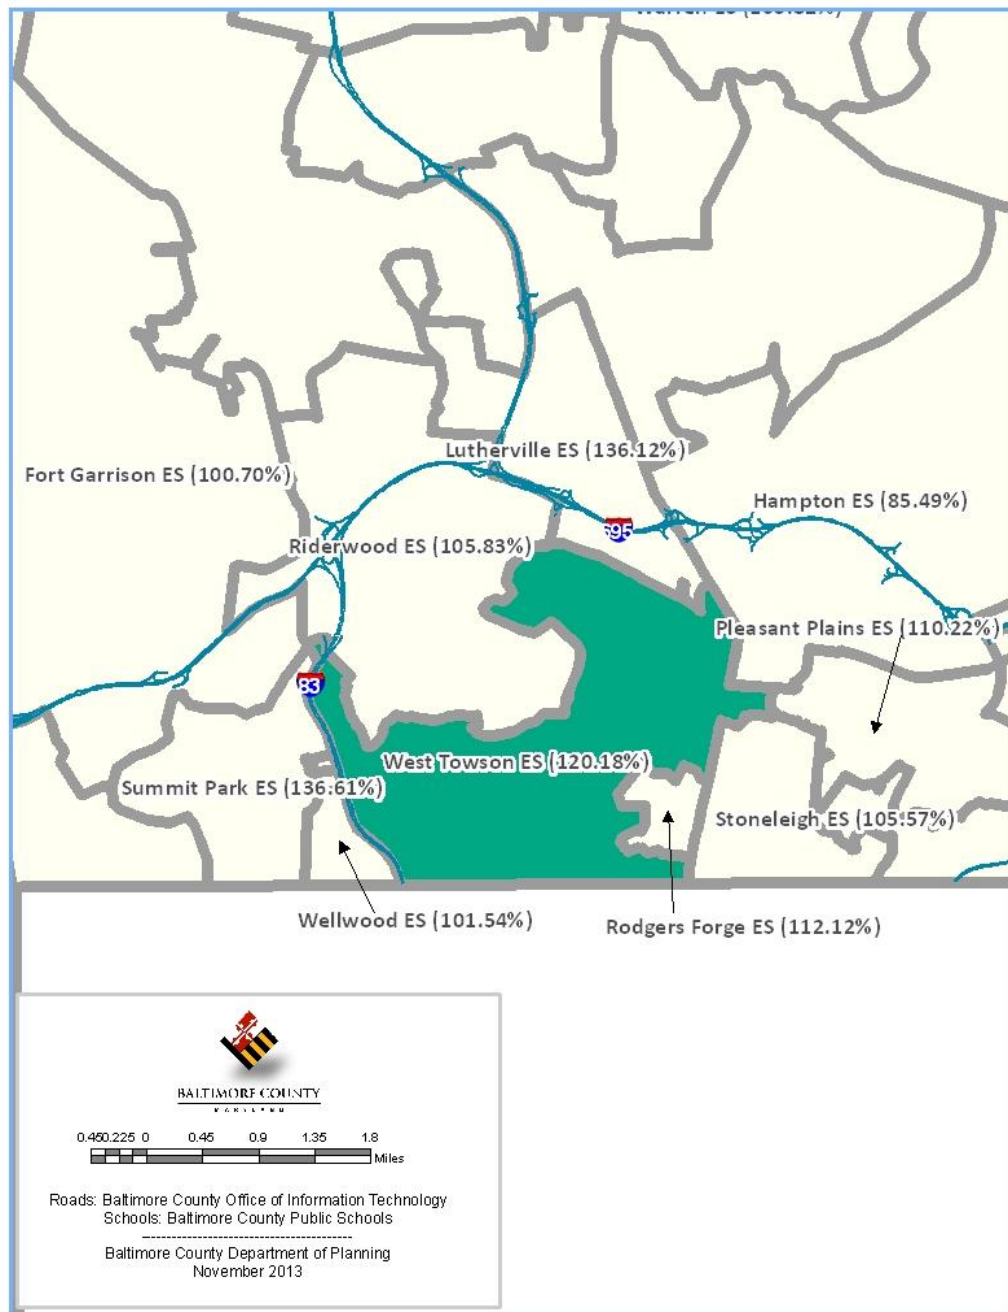 Lutherville ES (136.12%)
Fort Garrison ES (100.70%)
Hampton ES (85.49%)
695
Riderwood ES (105.83%)
Pleasant Plains ES (110.22%)
83
West Towson ES (120.18%)
Summit Park ES (136.61%)
Stoneleigh ES (105.57%)
Wellwood ES (101.54%)
Rodgers Forge ES (112.12%)
BALTIMORE COUNTY
MARYLAND
0.45 0.225 0 0.45 0.9 1.35 1.8
Miles
Roads: Baltimore County Office of Information Technology
Schools: Baltimore County Public Schools
Baltimore County Department of Planning
November 2013